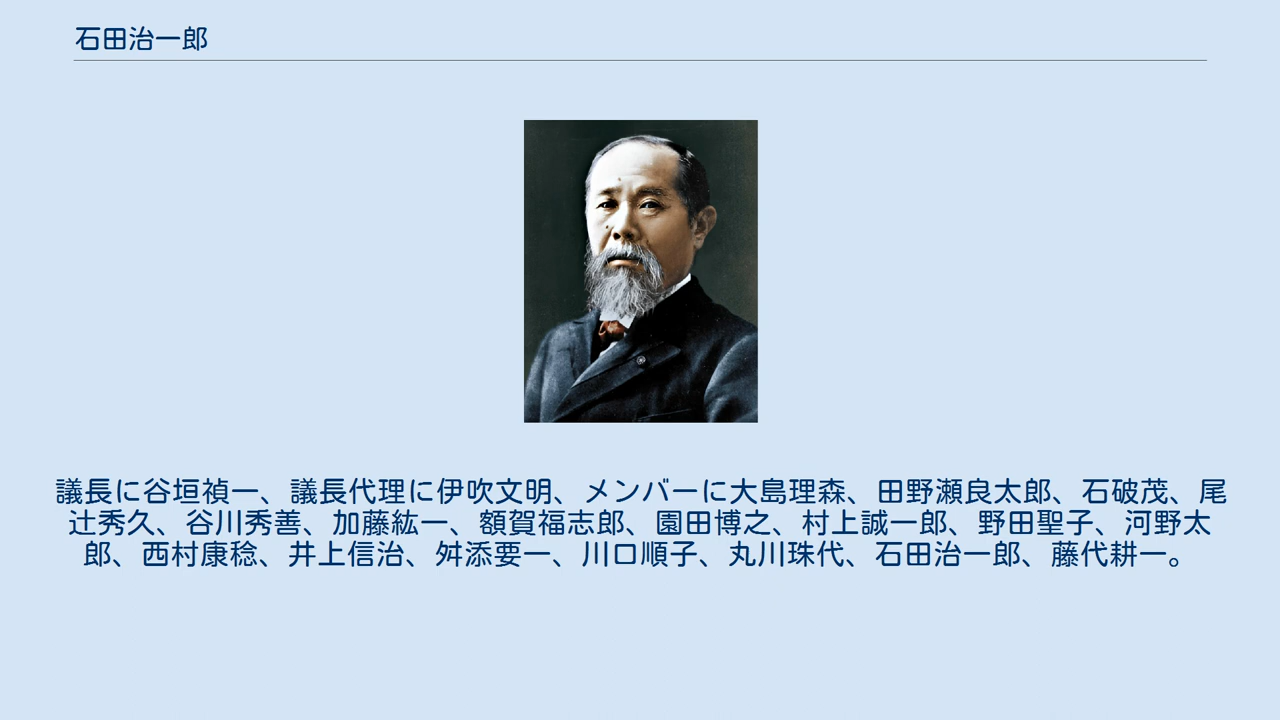 石田治一郎
議長に谷垣禎一、議長代理に伊吹文明、メンバーに大島理森、田野瀬良太郎、石破茂、尾
辻秀久、谷川秀善、加藤紘一、額賀福志郎、園田博之、村上誠一郎、野田聖子、河野太
郎、西村康稔、井上信治、舛添要一、川口順子、丸川珠代、石田治一郎、藤代耕一。